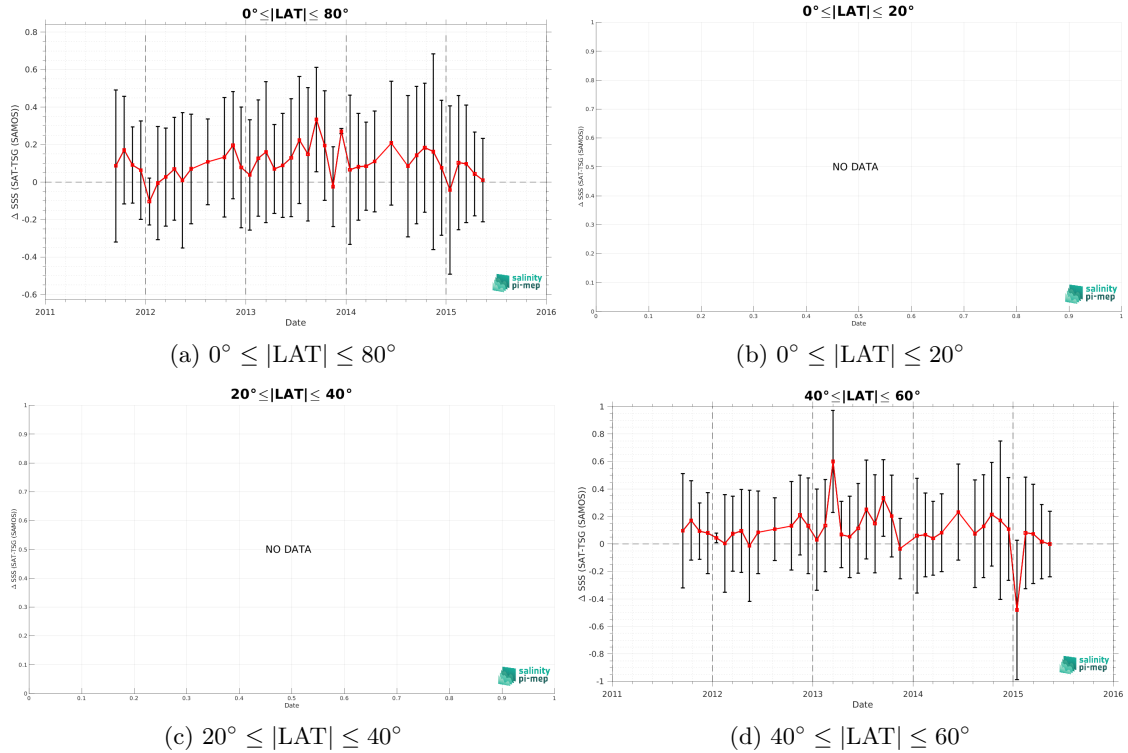 0°≤|LAT|≤ 80°
Δ SSS (SAT-TSG (SAMOS))
0.8
0.6
0.4
0.2
0
-0.2
-0.4
-0.6
2011 2012 2013 2014 2015 2016
Date
salinity
pi-mep
(a) 0° ≤ |LAT| ≤ 80°
0°≤|LAT|≤ 20°
Δ SSS (SAT-TSG (SAMOS))
1
0.9
0.8
0.7
0.6
0.5
0.4
0.3
0.2
0.1
0
NO DATA
0 0.1 0.2 0.3 0.4 0.5 0.6 0.7 0.8 0.9 1
Date
salinity
pi-mep
(b) 0° ≤ |LAT| ≤ 20°
20°≤|LAT|≤ 40°
Δ SSS (SAT-TSG (SAMOS))
1
0.9
0.8
0.7
0.6
0.5
0.4
0.3
0.2
0.1
0
NO DATA
0 0.1 0.2 0.3 0.4 0.5 0.6 0.7 0.8 0.9 1
Date
salinity
pi-mep
(c) 20° ≤ |LAT| ≤ 40°
40°≤|LAT|≤ 60°
Δ SSS (SAT-TSG (SAMOS))
1
0.8
0.6
0.4
0.2
0
-0.2
-0.4
-0.6
-0.8
-1
2011 2012 2013 2014 2015 2016
Date
salinity
pi-mep
(d) 40° ≤ |LAT| ≤ 60°